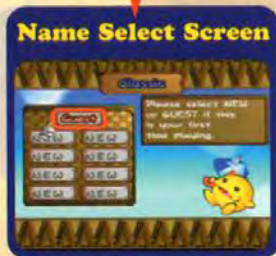 Name Select Screen
Classic
Guest
Please select NEW
or GUEST if this
is your first
time playing.
NEW NEW
NEW NEW
NEW NEW
NEW NEW